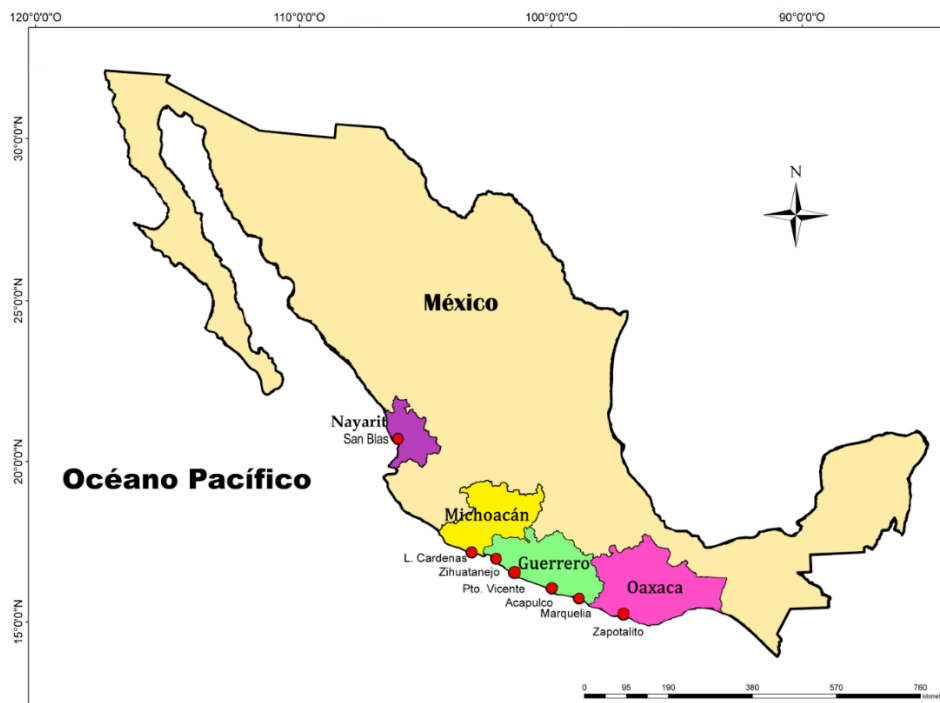 120°0'0"O 110°0'0"O 100°0'0"O 90°0'0"O
30°0'0"N
N
25°0'0"N
México
Nayarit
San Blas
20°0'0"N
Océano Pacífico
Michoacán
L. Cardenas
Guerrero
Zihuatanejo
Oaxaca
Pto. Vicente
Acapulco
Marquelia
15°0'0"N
Zapotalito
0 95 190 380 570 760